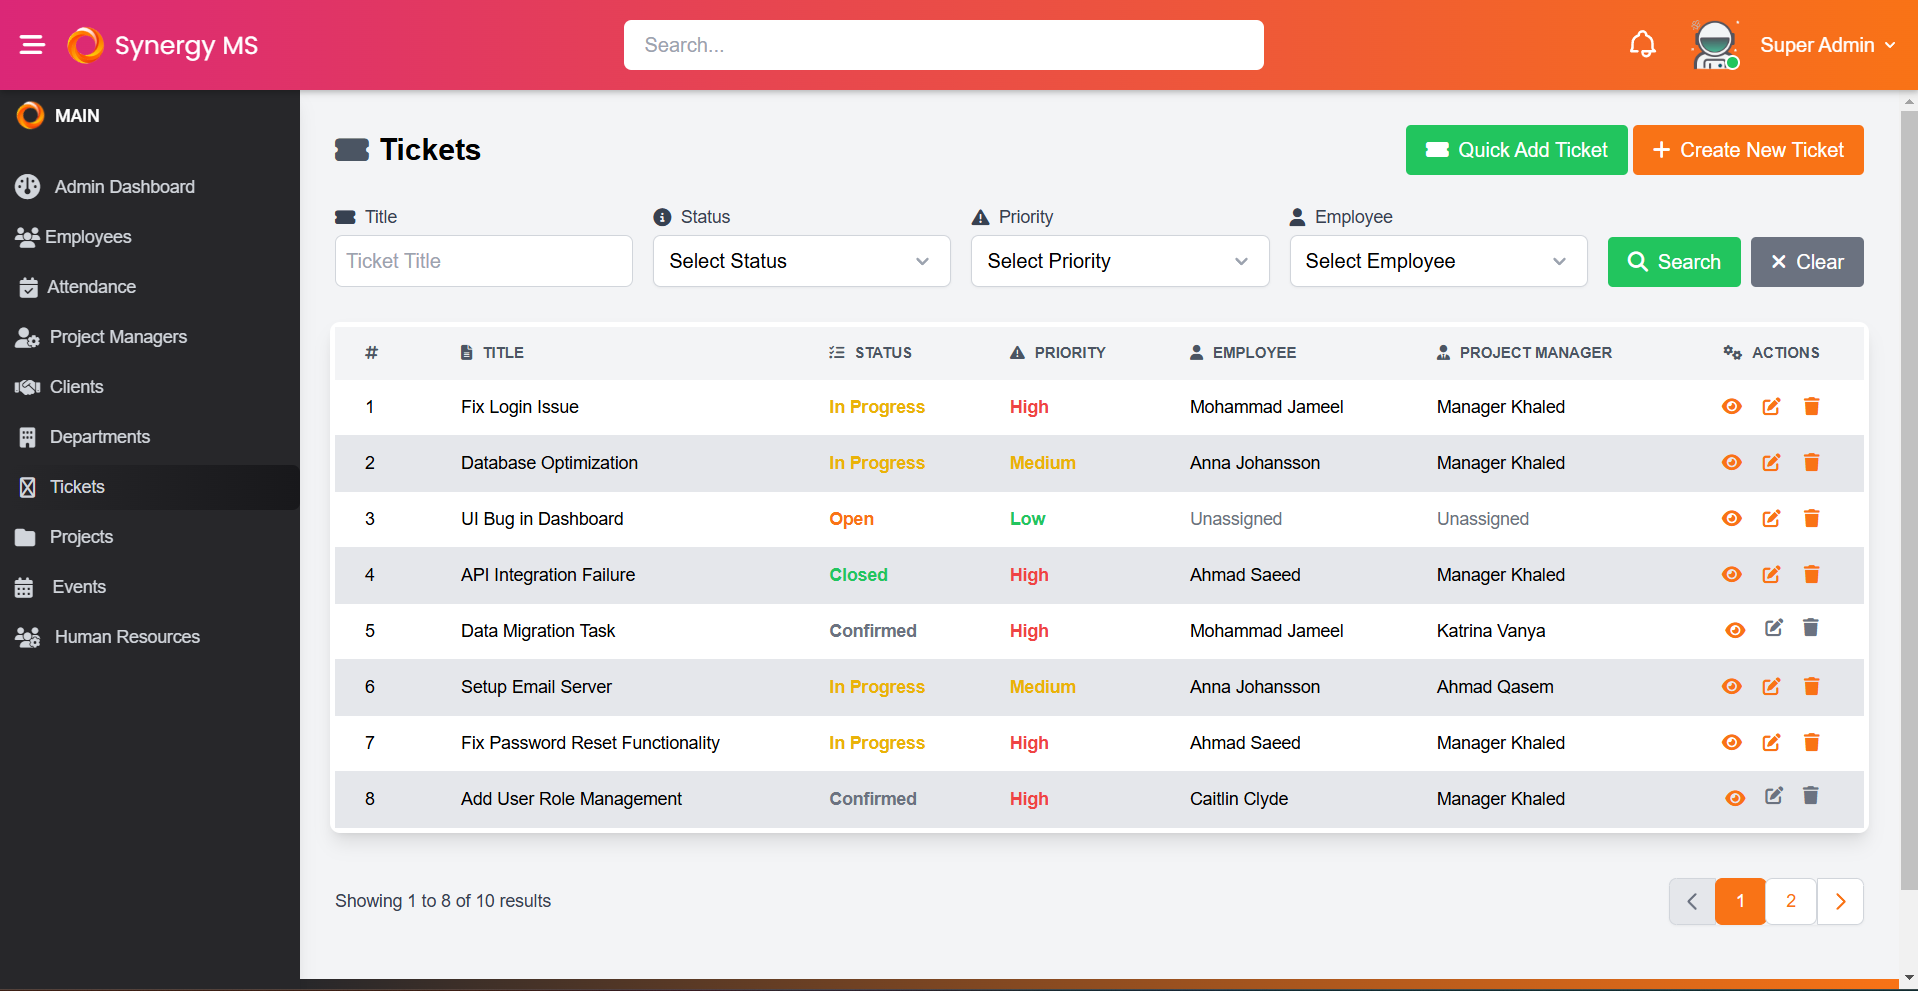 Synergy MS
Search...
Super Admin
MAIN
Admin Dashboard
Employees
Attendance
Project Managers
Clients
Departments
Tickets
Projects
Events
Human Resources
Tickets
Quick Add Ticket
Create New Ticket
Title Status Priority Employee
Ticket Title Select Status Select Priority Select Employee Search Clear
# TITLE STATUS PRIORITY EMPLOYEE PROJECT MANAGER ACTIONS
1 Fix Login Issue In Progress High Mohammad Jameel Manager Khaled
2 Database Optimization In Progress Medium Anna Johansson Manager Khaled
3 UI Bug in Dashboard Open Low Unassigned Unassigned
4 API Integration Failure Closed High Ahmad Saeed Manager Khaled
5 Data Migration Task Confirmed High Mohammad Jameel Katrina Vanya
6 Setup Email Server In Progress Medium Anna Johansson Ahmad Qasem
7 Fix Password Reset Functionality In Progress High Ahmad Saeed Manager Khaled
8 Add User Role Management Confirmed High Caitlin Clyde Manager Khaled
Showing 1 to 8 of 10 results
1 2